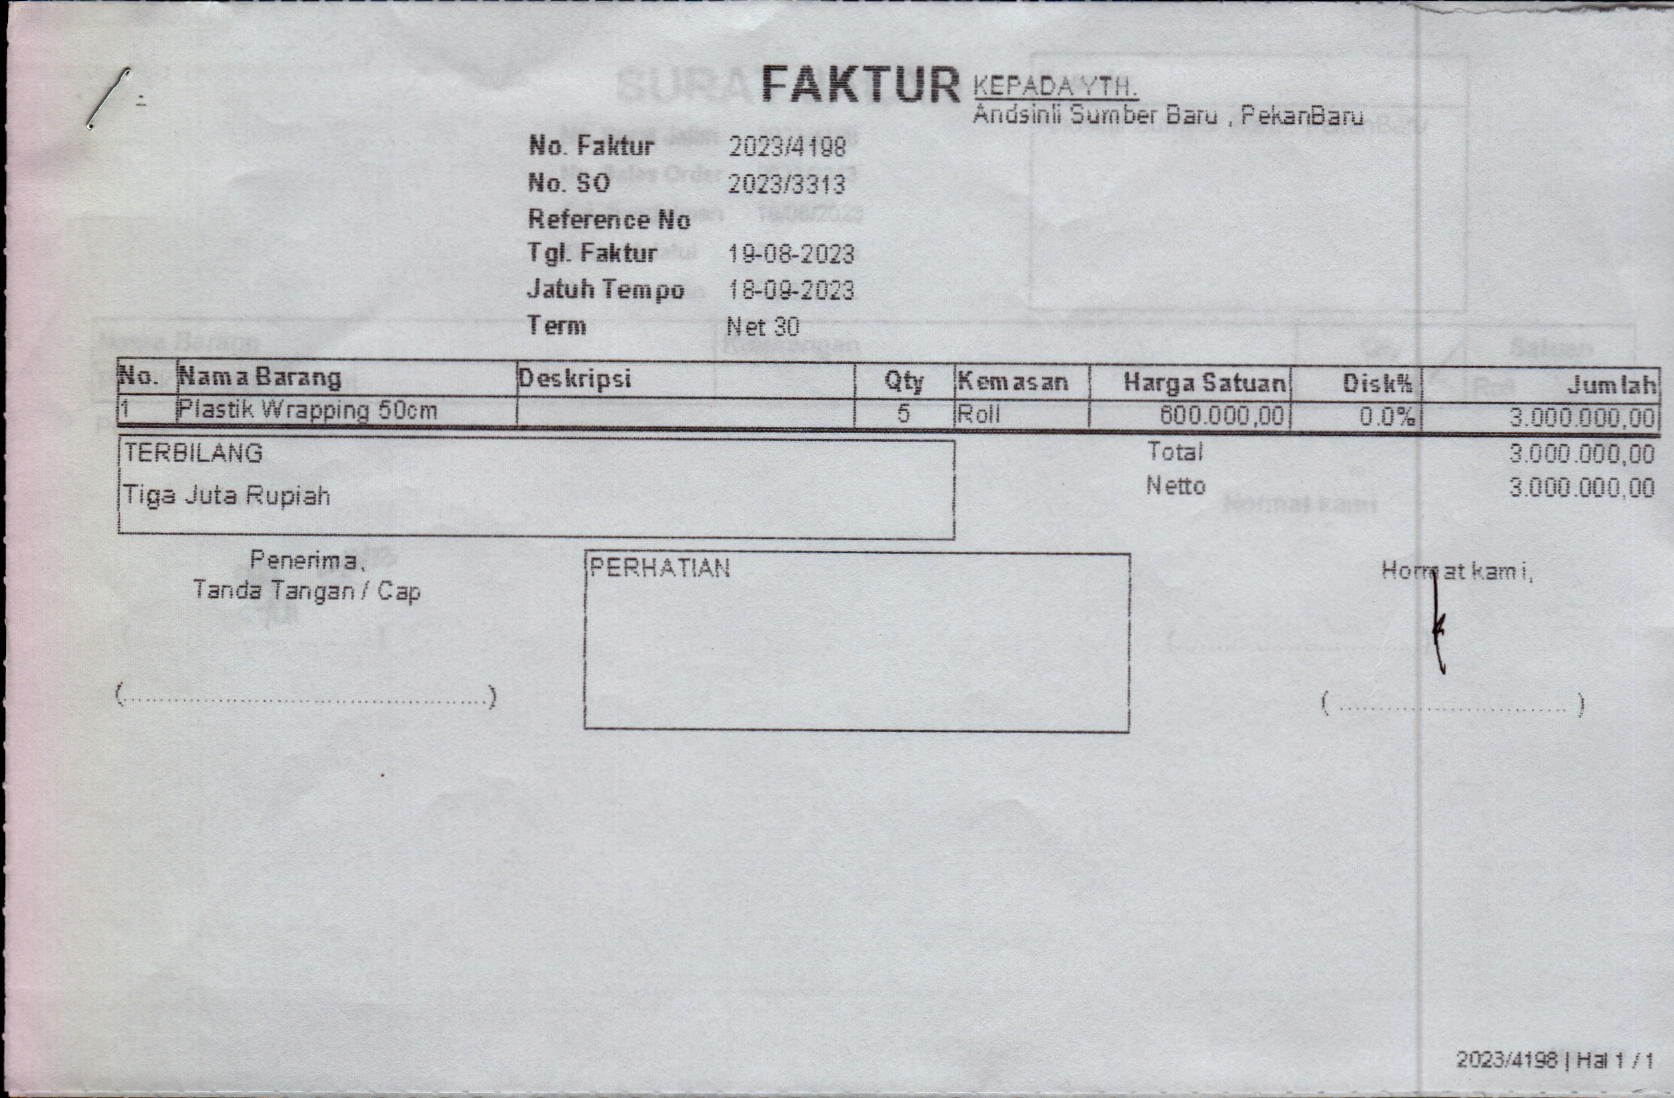 FAKTUR
KEPADA YTH.
Andsinli Sumber Baru , PekanBaru
No. Faktur 2023/4198
No. SO 2023/3313
Reference No
Tgl. Faktur 19-08-2023
Jatuh Tempo 18-09-2023
Term Net 30
No. Nama Barang Deskripsi Qty Kemasan Harga Satuan Disk% Jumlah
1 Plastik Wrapping 50cm 5 Roll 600.000,00 0.0% 3.000.000,00
TERBILANG
Tiga Juta Rupiah
Total 3.000.000,00
Netto 3.000.000,00
Penerima,
Tanda Tangan / Cap
PERHATIAN
Hormat kami,
(................................................)
( ............................. )
2023/4198 | Hal 1 / 1